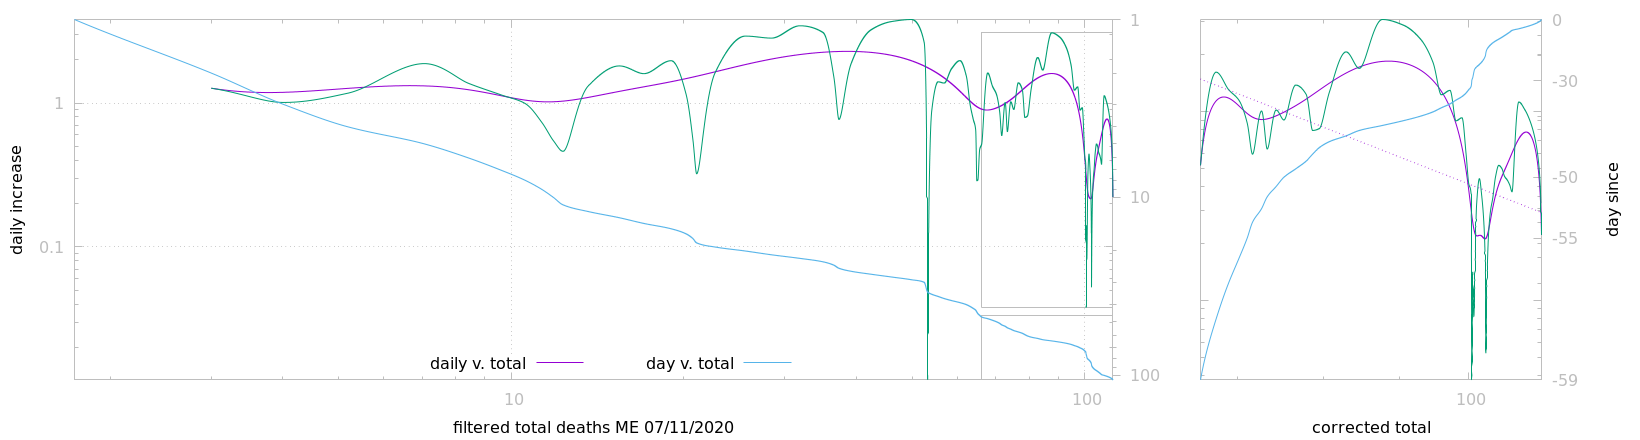 daily increase
1
0.1
1
10
100
daily v. total
day v. total
10
100
filtered total deaths ME 07/11/2020
0
-30
-50
-55
-59
day since
100
corrected total